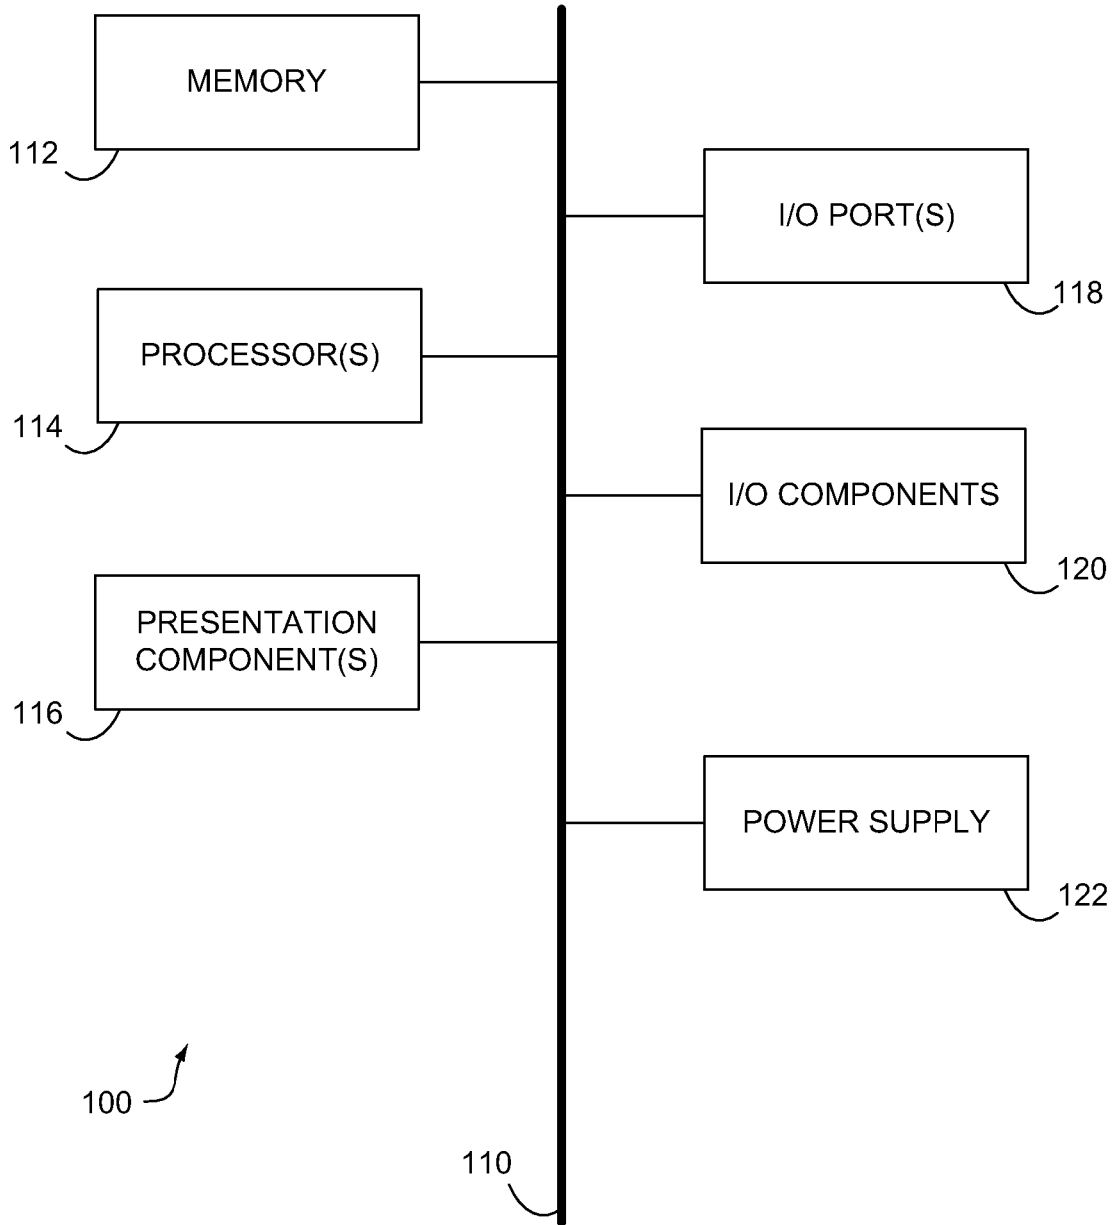 MEMORY
112
I/O PORT(S)
118
PROCESSOR(S)
114
I/O COMPONENTS
120
PRESENTATION
COMPONENT(S)
116
POWER SUPPLY
122
100
110